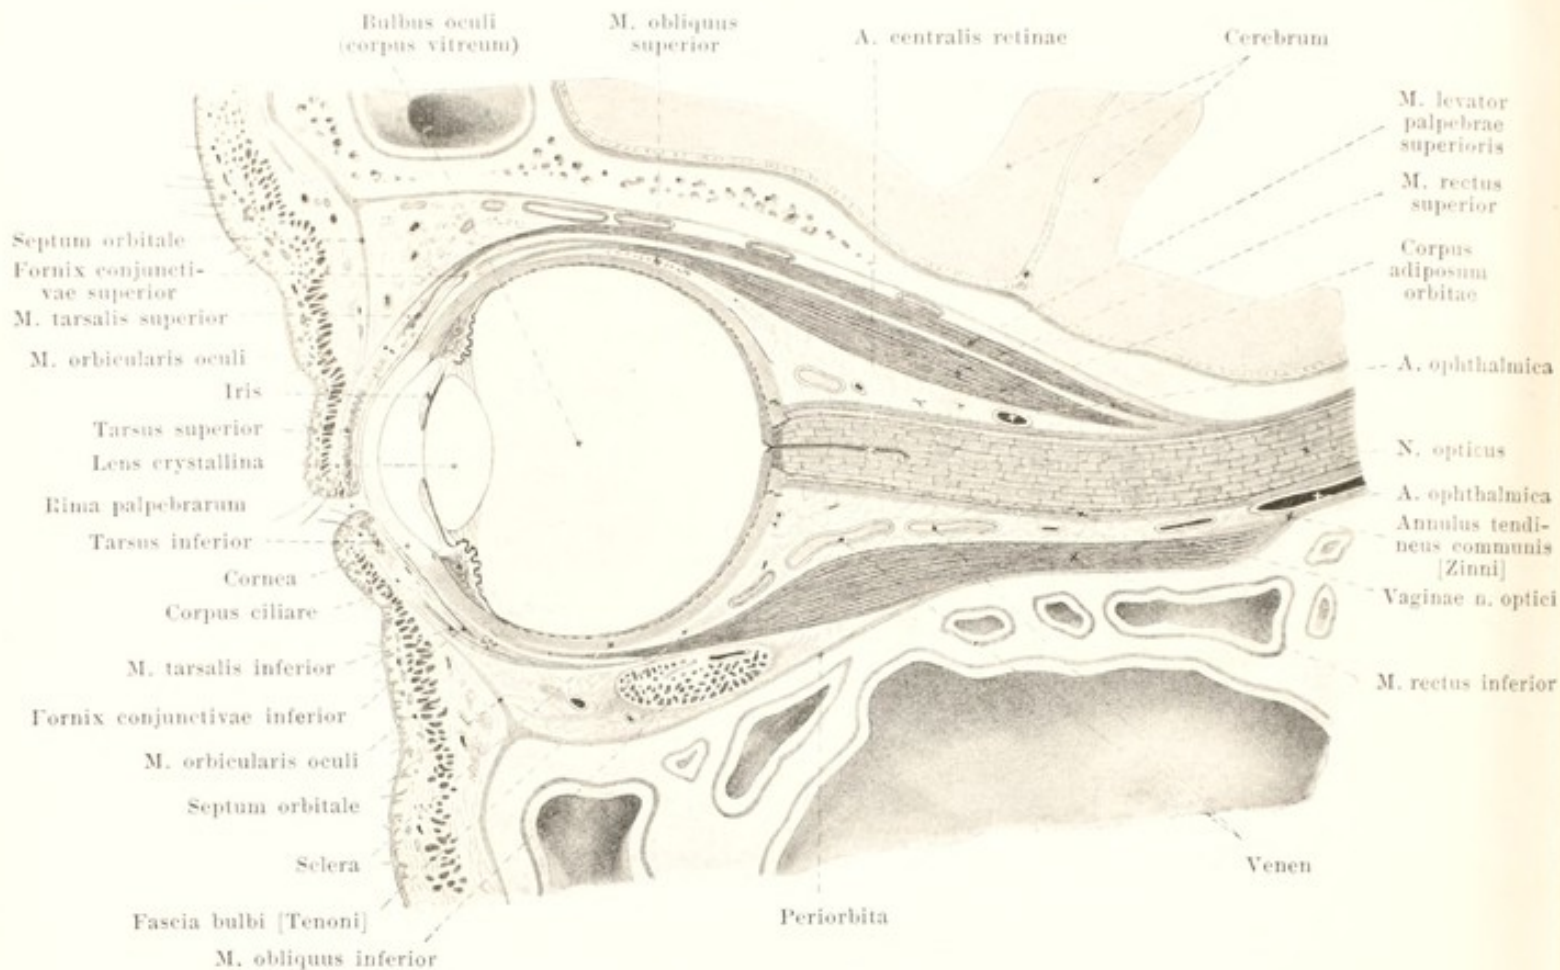 Bulbus oculi
(corpus vitreum)
M. obliquus
superior
A. centralis retinae
Cerebrum
M. levator
palpebrae
superioris
M. rectus
superior
Corpus
adiposum
orbitae
A. ophthalmica
N. opticus
A. ophthalmica
Annulus tendi-
neus communis
[Zinni]
Vaginae n. optici
M. rectus inferior
Venen
Periorbita
Septum orbitale
Fornix conjuncti-
vae superior
M. tarsalis superior
M. orbicularis oculi
Iris
Tarsus superior
Lens crystallina
Rima palpebrarum
Tarsus inferior
Cornea
Corpus ciliare
M. tarsalis inferior
Fornix conjunctivae inferior
M. orbicularis oculi
Septum orbitale
Sclera
Fascia bulbi [Tenoni]
M. obliquus inferior